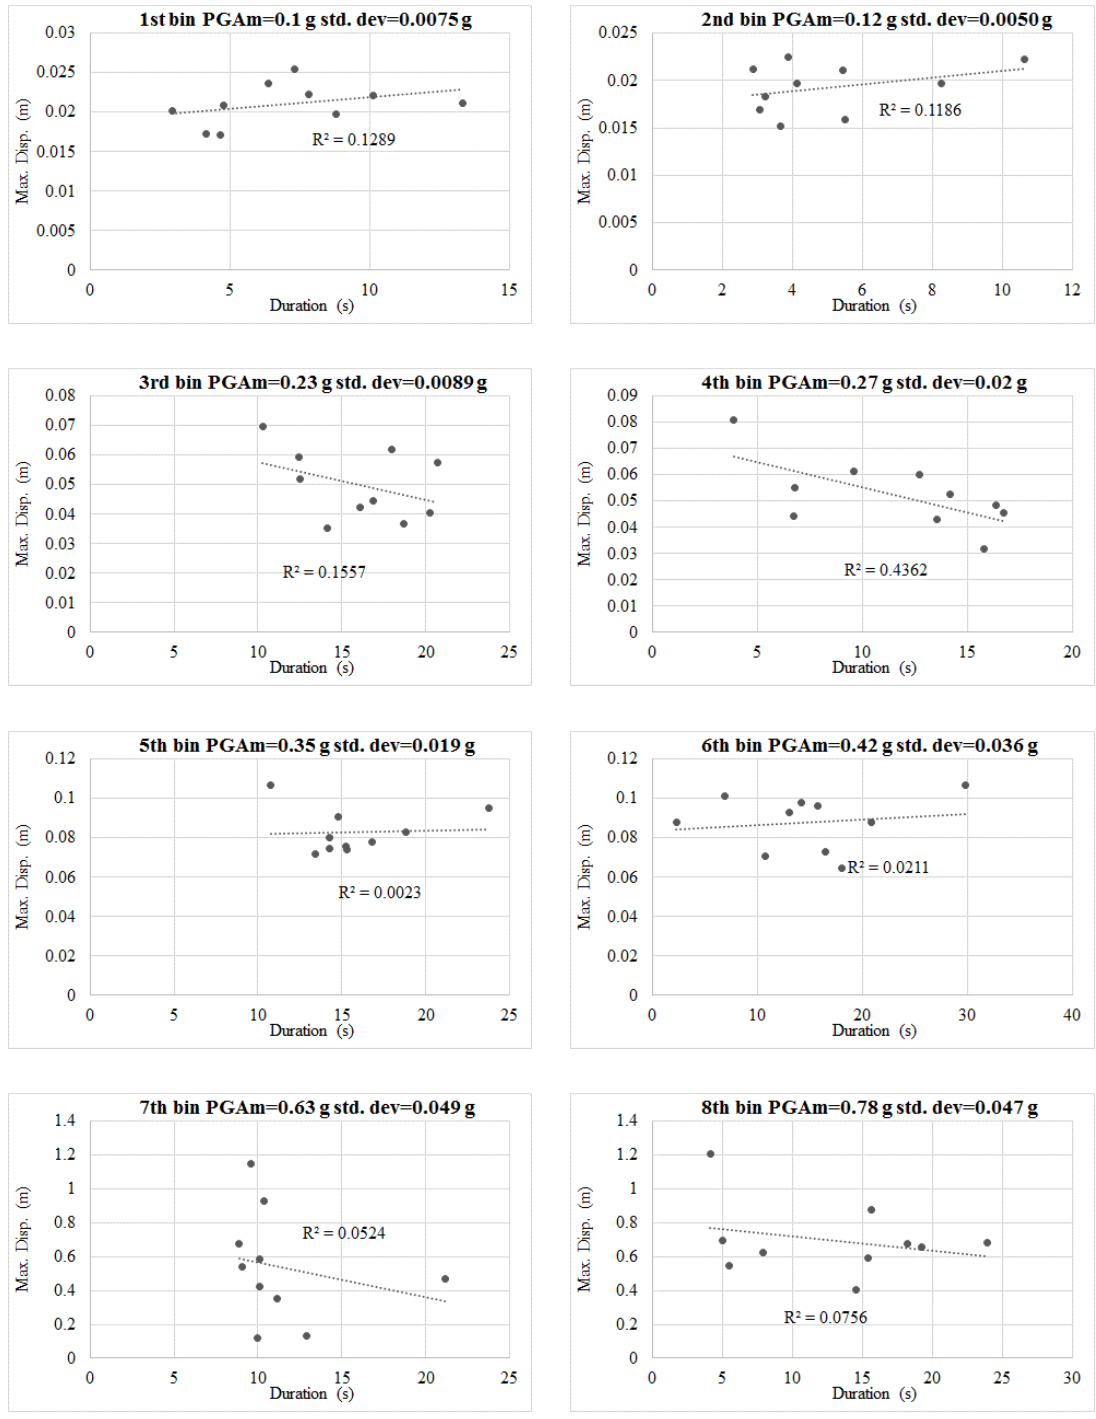 1st bin PGAm=0.1 g std. dev=0.0075 g
0.03
0.025
0.02
0.015
0.01
0.005
0
Max. Disp. (m)
R² = 0.1289
0 5 10 15
Duration (s)
2nd bin PGAm=0.12 g std. dev=0.0050 g
0.025
0.02
0.015
0.01
0.005
0
Max. Disp. (m)
R² = 0.1186
0 2 4 6 8 10 12
Duration (s)
3rd bin PGAm=0.23 g std. dev=0.0089 g
0.08
0.07
0.06
0.05
0.04
0.03
0.02
0.01
0
Max. Disp. (m)
R² = 0.1557
0 5 10 15 20 25
Duration (s)
4th bin PGAm=0.27 g std. dev=0.02 g
0.09
0.08
0.07
0.06
0.05
0.04
0.03
0.02
0.01
0
Max. Disp. (m)
R² = 0.4362
0 5 10 15 20
Duration (s)
5th bin PGAm=0.35 g std. dev=0.019 g
0.12
0.1
0.08
0.06
0.04
0.02
0
Max. Disp. (m)
R² = 0.0023
0 5 10 15 20 25
Duration (s)
6th bin PGAm=0.42 g std. dev=0.036 g
0.12
0.1
0.08
0.06
0.04
0.02
0
Max. Disp. (m)
R² = 0.0211
0 10 20 30 40
Duration (s)
7th bin PGAm=0.63 g std. dev=0.049 g
1.4
1.2
1
0.8
0.6
0.4
0.2
0
Max. Disp. (m)
R² = 0.0524
0 5 10 15 20 25
Duration (s)
8th bin PGAm=0.78 g std. dev=0.047 g
1.4
1.2
1
0.8
0.6
0.4
0.2
0
Max. Disp. (m)
R² = 0.0756
0 5 10 15 20 25 30
Duration (s)